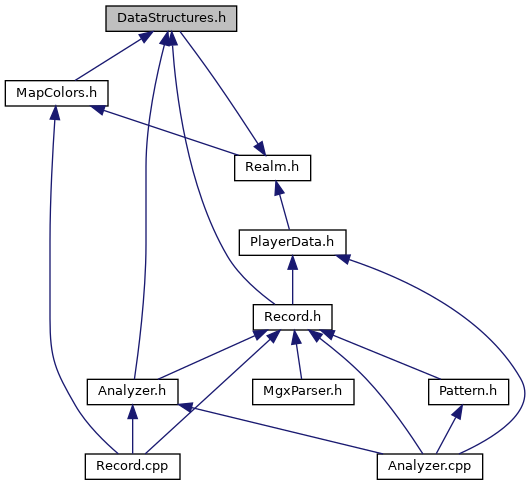 DataStructures.h
MapColors.h
Realm.h
PlayerData.h
Record.h
Analyzer.h
MgxParser.h
Pattern.h
Record.cpp
Analyzer.cpp